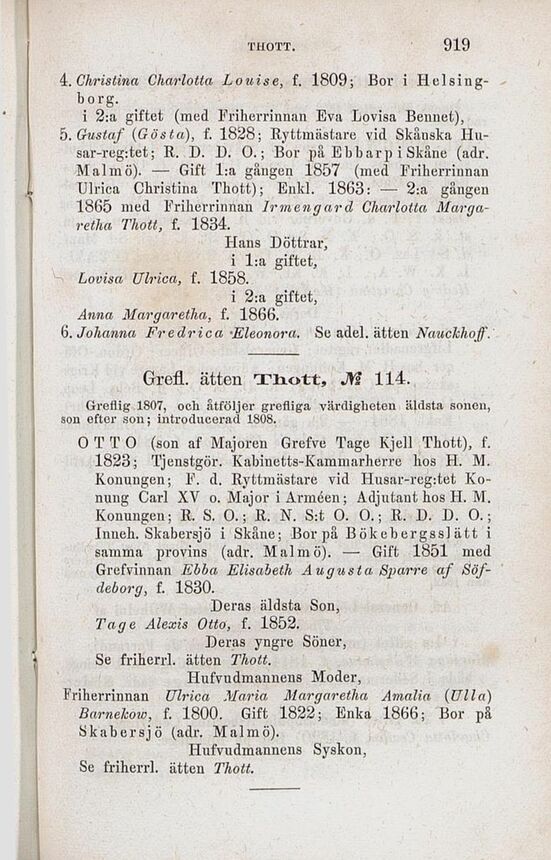 THOTT. 919
4. Christina Charlotta Louise, f. 1809; Bor i Helsing-
borg.
i 2:a giftet (med Friherrinnan Eva Lovisa Bennet),
5. Gustaf (Gösta), f. 1828; Ryttmästare vid Skånska Hu-
sar-reg:tet; R. D. D. O.; Bor på Ebbarp i Skåne (adr.
Malmö). — Gift 1:a gången 1857 (med Friherrinnan
Ulrica Christina Thott); Enkl. 1863: — 2:a gången
1865 med Friherrinnan Irmengard Charlotta Marga-
retha Thott, f. 1834.
Hans Döttrar,
i 1:a giftet,
Lovisa Ulrica, f. 1858.
i 2:a giftet,
Anna Margaretha, f. 1866.
6. Johanna Fredrica Eleonora. Se adel. ätten Nauckhoff.
Grefl. ätten Thott, № 114.
Greflig 1807, och åtföljer grefliga värdigheten äldsta sonen,
son efter son; introducerad 1808.
OTTO (son af Majoren Grefve Tage Kjell Thott), f.
1823; Tjenstgör. Kabinetts-Kammarherre hos H. M.
Konungen; F. d. Ryttmästare vid Husar-reg:tet Ko-
nung Carl XV o. Major i Arméen; Adjutant hos H. M.
Konungen; R. S. O.; R. N. S:t O. O.; R. D. D. O.;
Inneh. Skabersjö i Skåne; Bor på Bökebergsslätt i
samma provins (adr. Malmö). — Gift 1851 med
Grefvinnan Ebba Elisabeth Augusta Sparre af Söf-
deborg, f. 1830.
Deras äldsta Son,
Tage Alexis Otto, f. 1852.
Deras yngre Söner,
Se friherrl. ätten Thott.
Hufvudmannens Moder,
Friherrinnan Ulrica Maria Margaretha Amalia (Ulla)
Barnekow, f. 1800. Gift 1822; Enka 1866; Bor på
Skabersjö (adr. Malmö).
Hufvudmannens Syskon,
Se friherrl. ätten Thott.